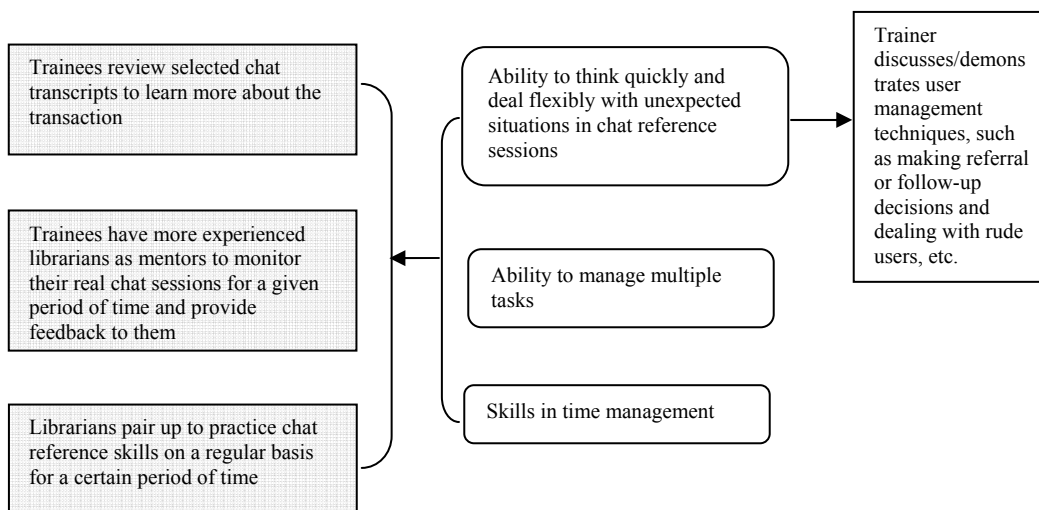 Trainees review selected chat
transcripts to learn more about the
transaction
Trainees have more experienced
librarians as mentors to monitor
their real chat sessions for a given
period of time and provide
feedback to them
Librarians pair up to practice chat
reference skills on a regular basis
for a certain period of time
Ability to think quickly and
deal flexibly with unexpected
situations in chat reference
sessions
Ability to manage multiple
tasks
Skills in time management
Trainer
discusses/demons
trates user
management
techniques, such
as making referral
or follow-up
decisions and
dealing with rude
users, etc.